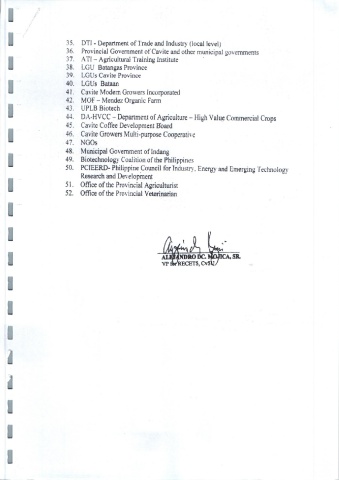 35. DTI - Department of Trade and Industry (local level)
36. Provincial Government of Cavite and other municipal governments
37. ATI – Agricultural Training Institute
38. LGU Batangas Province
39. LGUs Cavite Province
40. LGUs Bataan
41. Cavite Modern Growers Incorporated
42. MOF – Mendez Organic Farm
43. UPLB Biotech
44. DA-HVCC – Department of Agriculture – High Value Commercial Crops
45. Cavite Coffee Development Board
46. Cavite Growers Multi-purpose Cooperative
47. NGOs
48. Municipal Government of Indang
49. Biotechnology Coalition of the Philippines
50. PCIEERD- Philippine Council for Industry, Energy and Emerging Technology
Research and Development
51. Office of the Provincial Agriculturist
52. Office of the Provincial Veterinarian
ALEJANDRO DC. MOJICA, SR.
VP for RECETS, CvSU